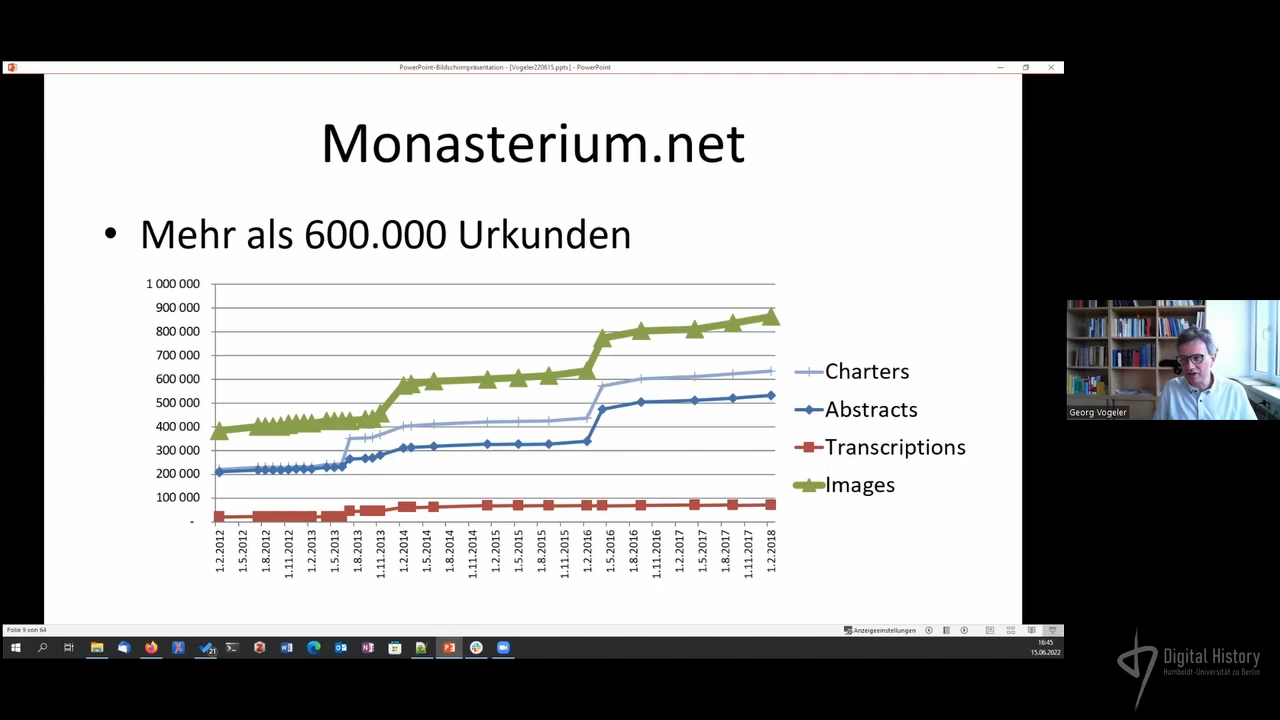 PowerPoint-Bildschirmpräsentation - [Vogeler220615.pptx] - PowerPoint
Monasterium.net
• Mehr als 600.000 Urkunden
1 000 000
900 000
800 000
700 000
600 000
500 000
400 000
300 000
200 000
100 000
-
1.2.2012
1.5.2012
1.8.2012
1.11.2012
1.2.2013
1.5.2013
1.8.2013
1.11.2013
1.2.2014
1.5.2014
1.8.2014
1.11.2014
1.2.2015
1.5.2015
1.8.2015
1.11.2015
1.2.2016
1.5.2016
1.8.2016
1.11.2016
1.2.2017
1.5.2017
1.8.2017
1.11.2017
1.2.2018
Charters
Abstracts
Transcriptions
Images
Georg Vogeler
Folie 9 von 64
Anzeigeeinstellungen
21
16:45
15.06.2022
Digital History
Humboldt-Universität zu Berlin